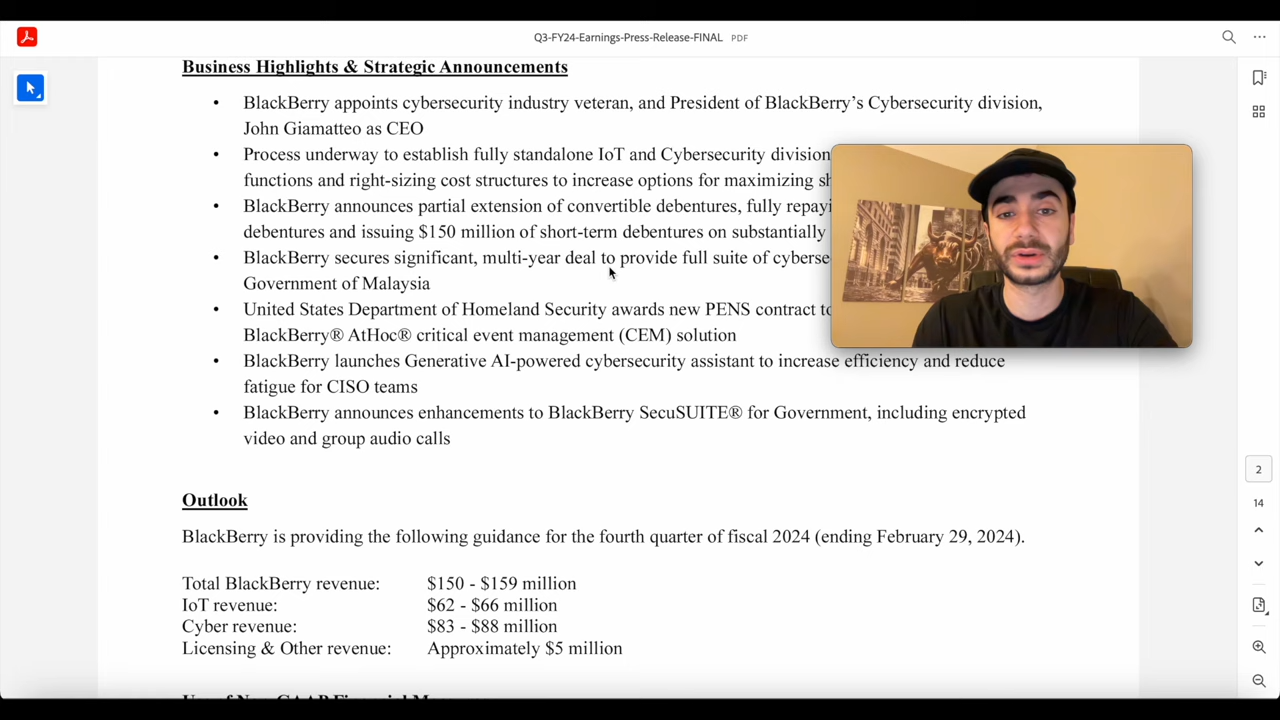 Q3-FY24-Earnings-Press-Release-FINAL PDF
Business Highlights & Strategic Announcements
• BlackBerry appoints cybersecurity industry veteran, and President of BlackBerry's Cybersecurity division,
John Giamatteo as CEO
• Process underway to establish fully standalone IoT and Cybersecurity division
functions and right-sizing cost structures to increase options for maximizing
• BlackBerry announces partial extension of convertible debentures, fully
debentures and issuing $150 million of short-term debentures on substantially
• BlackBerry secures significant, multi-year deal to provide full suite of
Government of Malaysia
• United States Department of Homeland Security awards new PENS contract
BlackBerry® AtHoc® critical event management (CEM) solution
• BlackBerry launches Generative AI-powered cybersecurity assistant to increase efficiency and reduce
fatigue for CISO teams
• BlackBerry announces enhancements to BlackBerry SecuSUITE® for Government, including encrypted
video and group audio calls
Outlook
BlackBerry is providing the following guidance for the fourth quarter of fiscal 2024 (ending February 29, 2024).
Total BlackBerry revenue: $150 - $159 million
IoT revenue: $62 - $66 million
Cyber revenue: $83 - $88 million
Licensing & Other revenue: Approximately $5 million
2
14